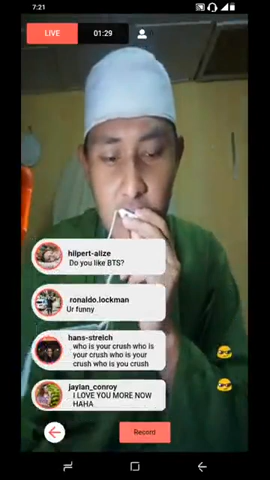 7:21
LIVE
01:29
hilpert-alize
Do you like BTS?
ronaldo.lockman
Ur funny
hans-streich
who is your crush who is
your crush who is your
crush who is you crush
jaylan_conroy
I LOVE YOU MORE NOW
HAHA
Record